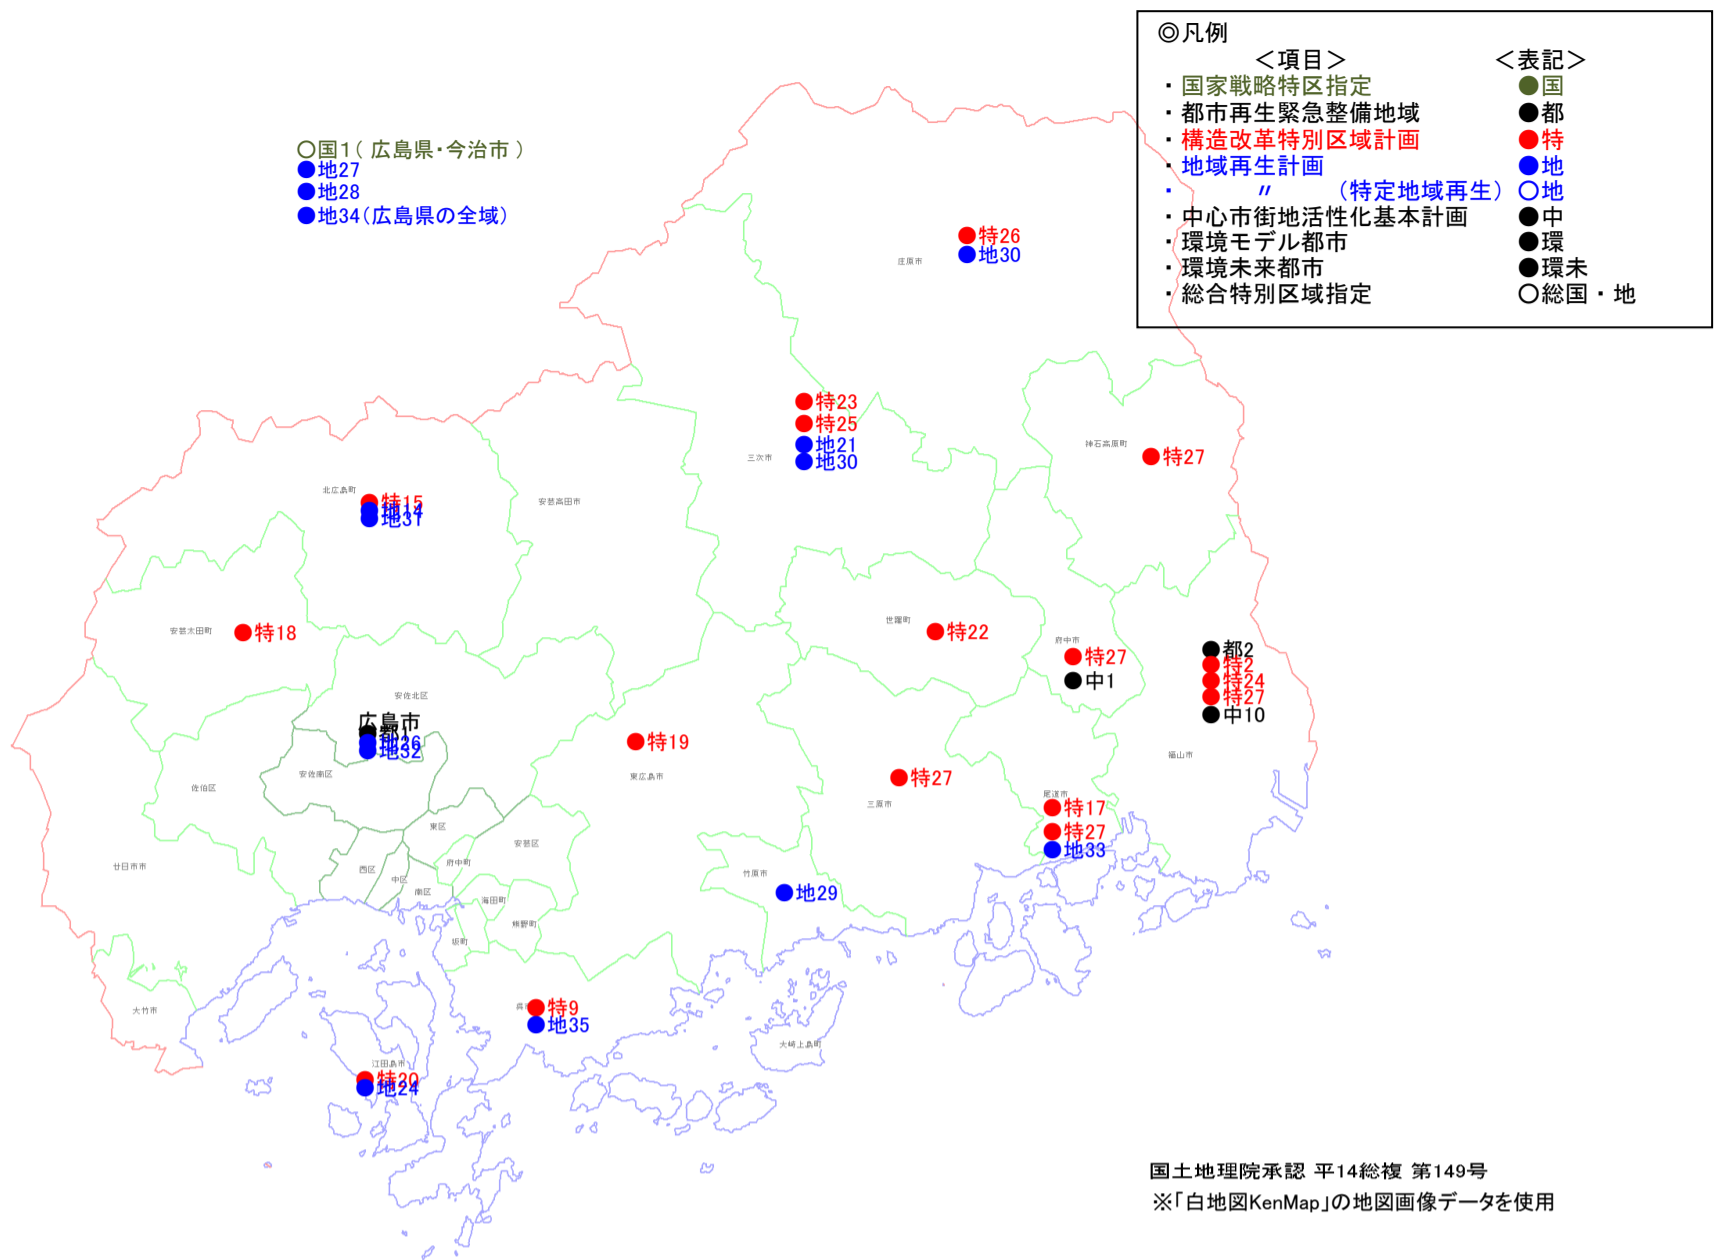 ◎凡例
＜項目＞ ＜表記＞
・国家戦略特区指定 ●国
・都市再生緊急整備地域 ●都
・構造改革特別区域計画 ●特
・地域再生計画 ●地
・ 〃 （特定地域再生） ○地
・中心市街地活性化基本計画 ●中
・環境モデル都市 ●環
・環境未来都市 ●環未
・総合特別区域指定 ○総国・地
○国1( 広島県・今治市 )
●地27
●地28
●地34(広島県の全域)
●特26
●地30
庄原市
●特23
●特25
●地21
●地30
三次市
神石高原町
●特27
北広島町
●特15
●地14
●地31
安芸高田市
安芸太田町
●特18
世羅町
●特22
府中市
●特27
●中1
●都2
●特2
●特24
●特27
●中10
福山市
安佐北区
広島市
●都1
●地26
●地32
安佐南区
佐伯区
●特19
東広島市
●特27
三原市
尾道市
●特17
●特27
●地33
東区
安芸区
府中町
西区
中区
南区
海田町
熊野町
坂町
廿日市市
竹原市
●地29
大竹市
呉市
●特9
●地35
大崎上島町
江田島市
●特20
●地24
国土地理院承認 平14総複 第149号
※「白地図KenMap」の地図画像データを使用